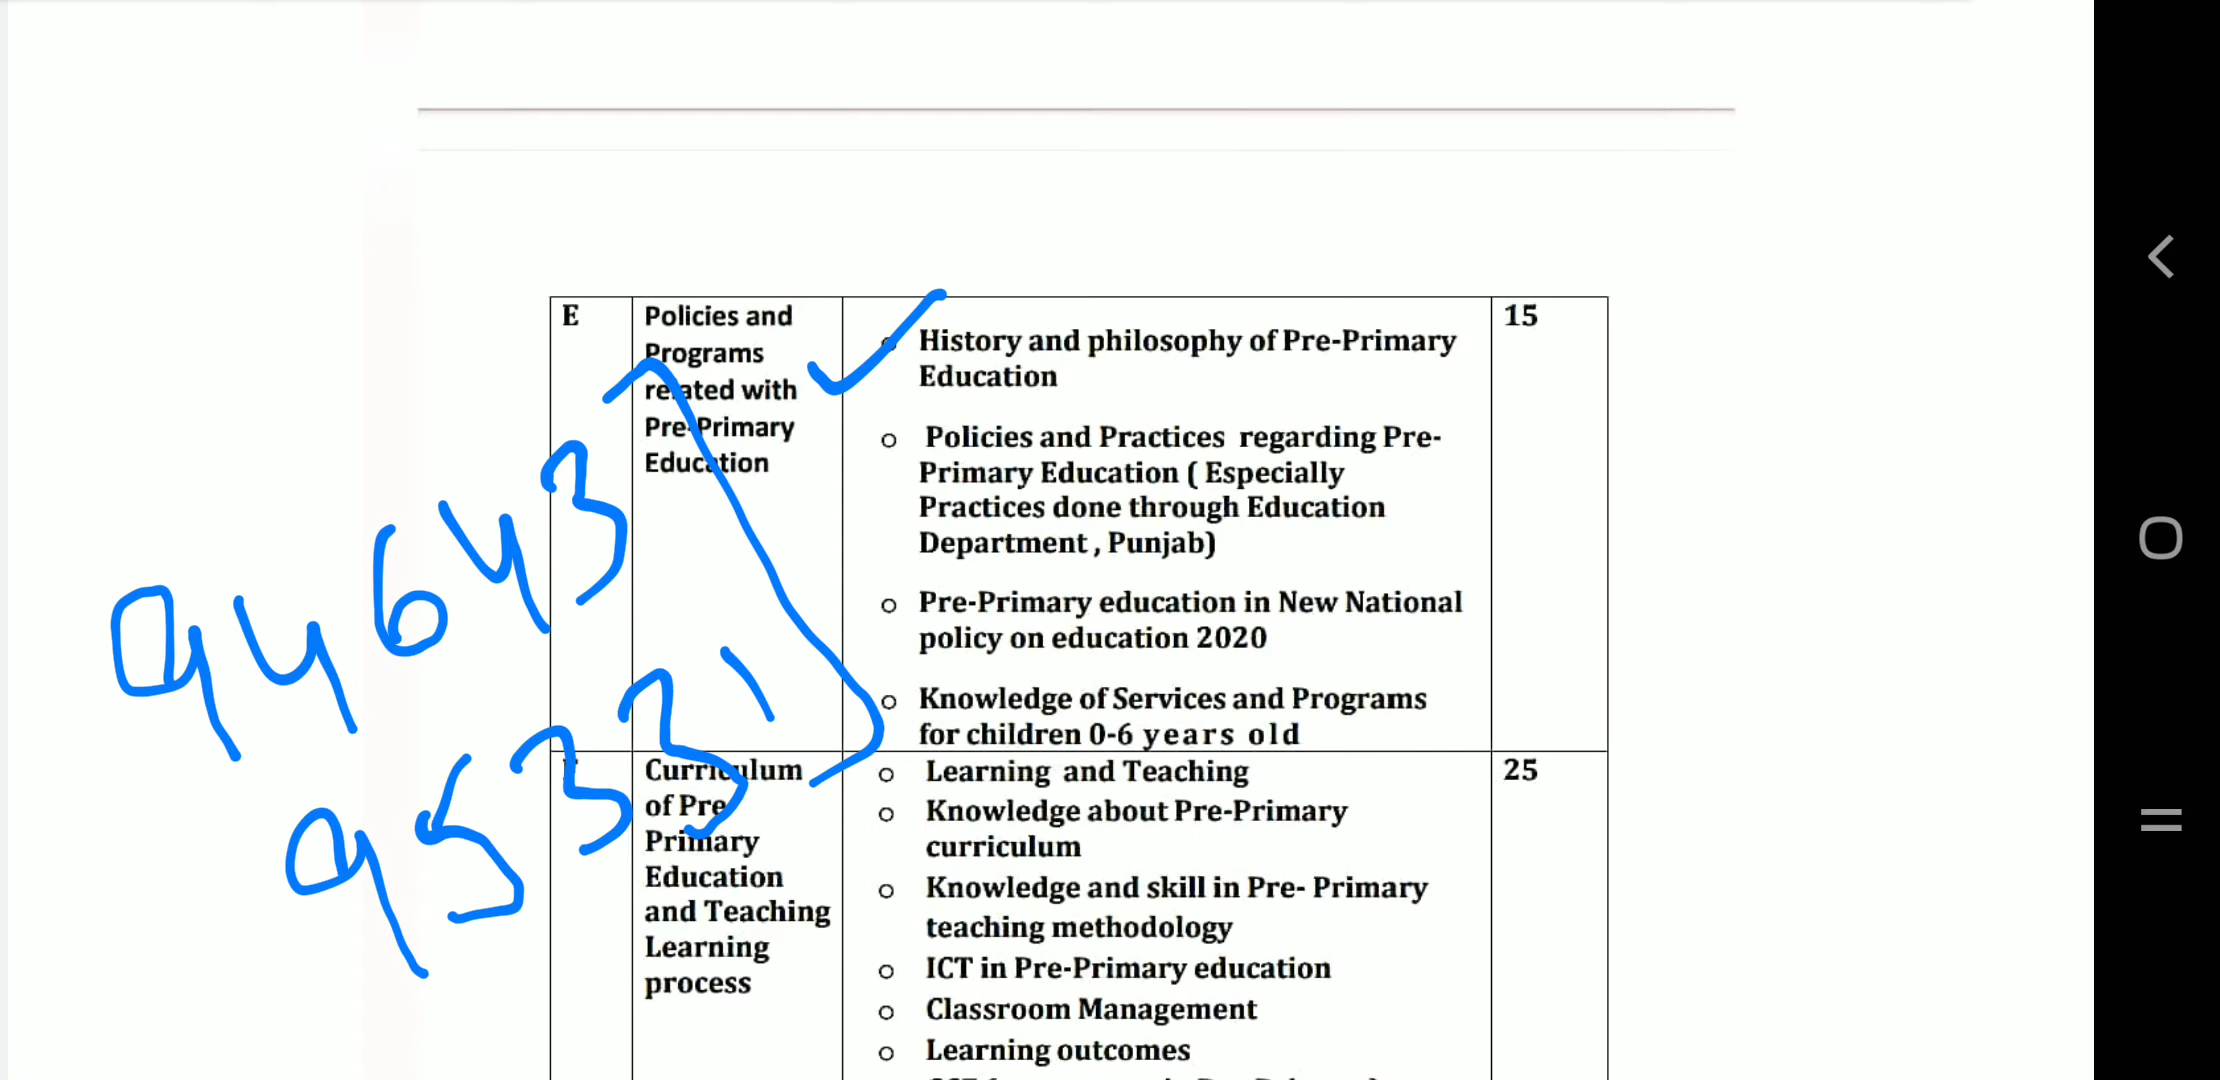 E
Policies and
Programs
related with
Pre-Primary
Education
History and philosophy of Pre-Primary
Education
o Policies and Practices regarding Pre-
Primary Education ( Especially
Practices done through Education
Department , Punjab)
o Pre-Primary education in New National
policy on education 2020
o Knowledge of Services and Programs
for children 0-6 years old
15
Curriculum
of Pre
Primary
Education
and Teaching
Learning
process
o Learning and Teaching
o Knowledge about Pre-Primary
curriculum
o Knowledge and skill in Pre- Primary
teaching methodology
o ICT in Pre-Primary education
o Classroom Management
o Learning outcomes
25
94643
95331